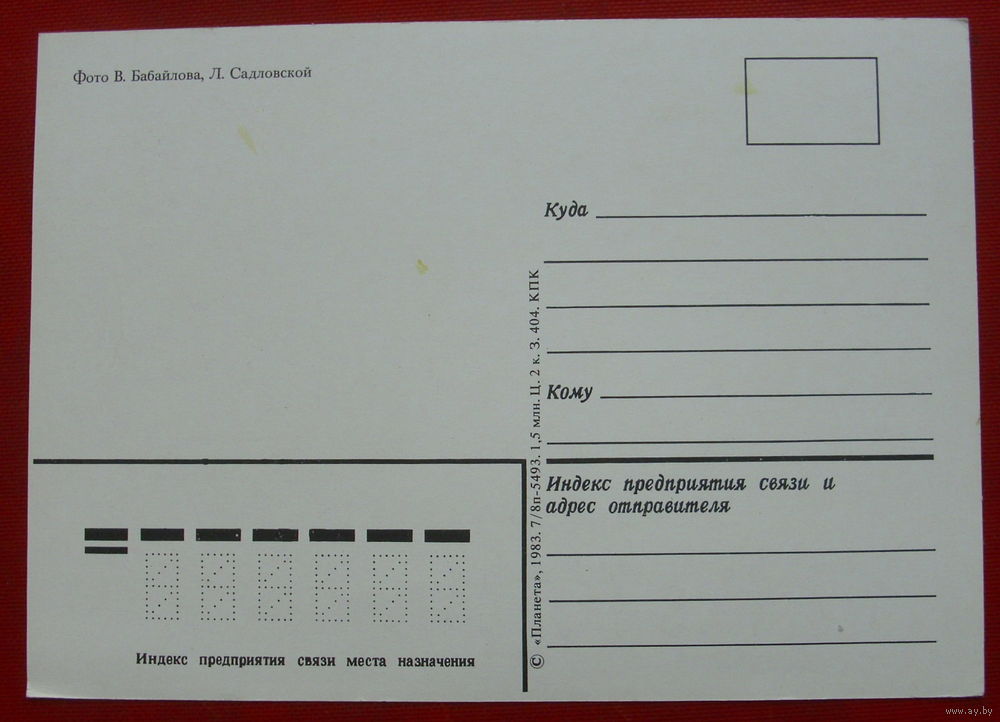 Фото В. Бабайлова, Л. Садловской
Куда
Кому
© «Планета», 1983. 7/8п-5493. 1,5 млн. Ц. 2 к. З. 404. КПК
Индекс предприятия связи и
адрес отправителя
Индекс предприятия связи места назначения
www.ay.by